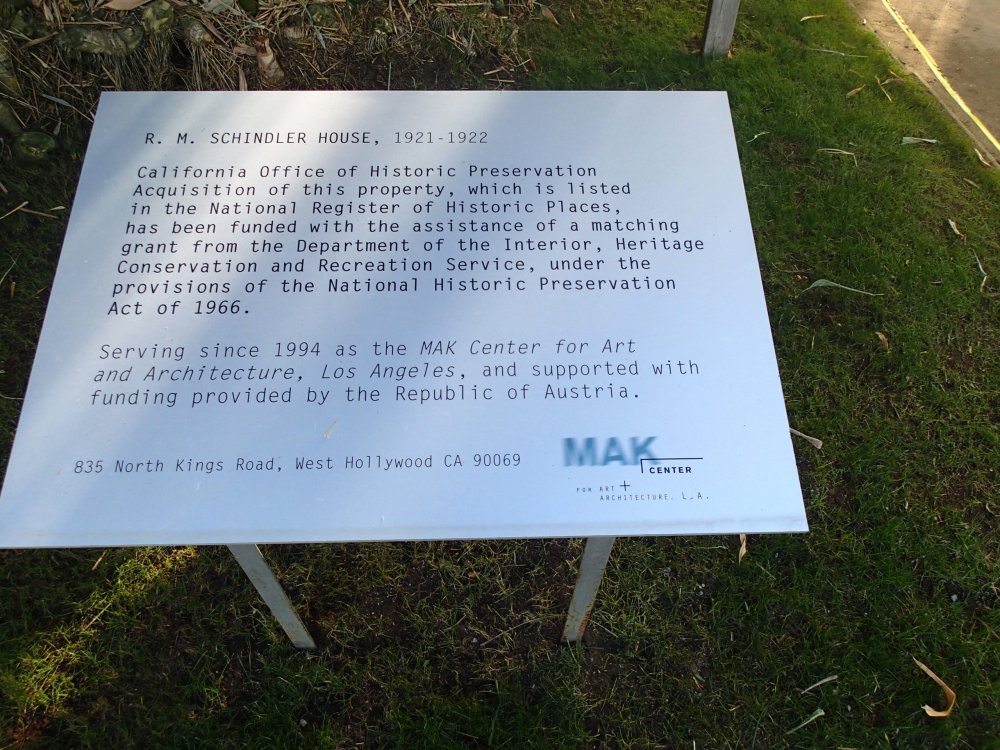 R. M. SCHINDLER HOUSE, 1921-1922
California Office of Historic Preservation
Acquisition of this property, which is listed
in the National Register of Historic Places,
has been funded with the assistance of a matching
grant from the Department of the Interior, Heritage
Conservation and Recreation Service, under the
provisions of the National Historic Preservation
Act of 1966.
Serving since 1994 as the MAK Center for Art
and Architecture, Los Angeles, and supported with
funding provided by the Republic of Austria.
835 North Kings Road, West Hollywood CA 90069
MAK
CENTER
FOR ART +
ARCHITECTURE, L.A.